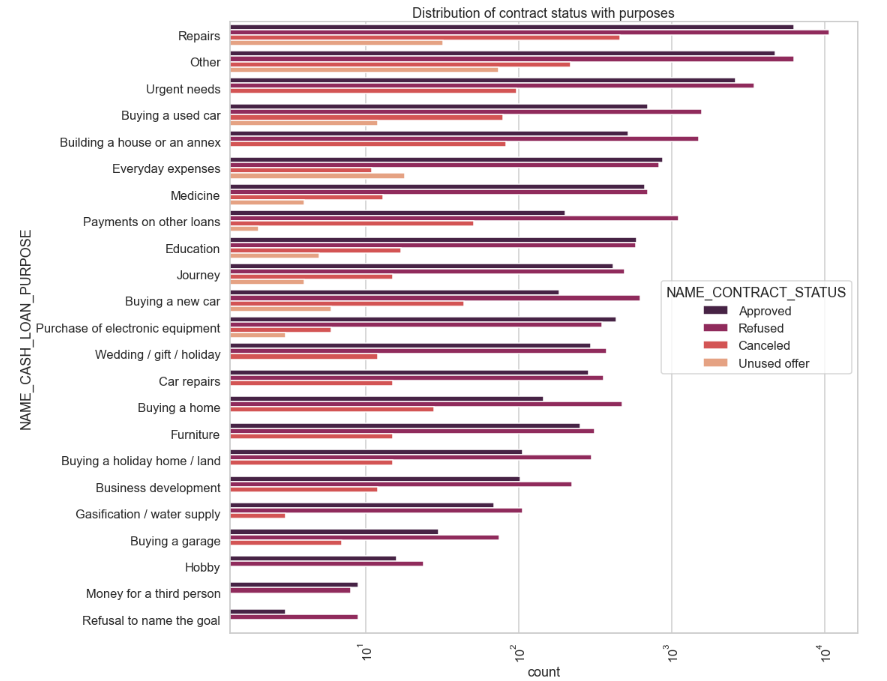 Distribution of contract status with purposes
NAME_CASH_LOAN_PURPOSE
Repairs
Other
Urgent needs
Buying a used car
Building a house or an annex
Everyday expenses
Medicine
Payments on other loans
Education
Journey
Buying a new car
Purchase of electronic equipment
Wedding / gift / holiday
Car repairs
Buying a home
Furniture
Buying a holiday home / land
Business development
Gasification / water supply
Buying a garage
Hobby
Money for a third person
Refusal to name the goal
NAME_CONTRACT_STATUS
Approved
Refused
Canceled
Unused offer
10¹
10²
10³
10⁴
count